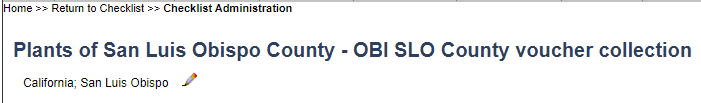 Home >> Return to Checklist >> Checklist Administration
Plants of San Luis Obispo County - OBI SLO County voucher collection
California; San Luis Obispo